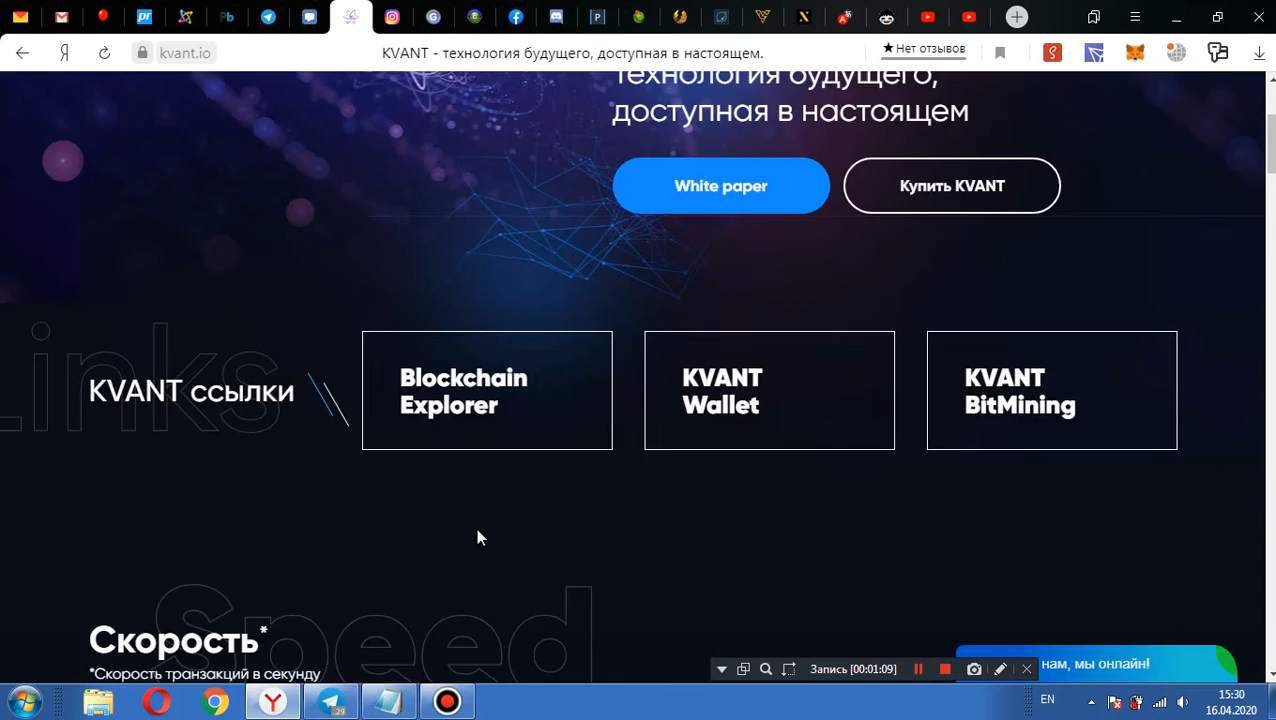 kvant.io
KVANT - технология будущего, доступная в настоящем.
Нет отзывов
Технология будущего,
доступная в настоящем
White paper
Купить KVANT
Links
KVANT ссылки
Blockchain
Explorer
KVANT
Wallet
KVANT
BitMining
Speed
Скорость*
*Скорость транзакций в секунду
нам, мы онлайн!
Запись [00:01:09]
29
EN
15:30
16.04.2020